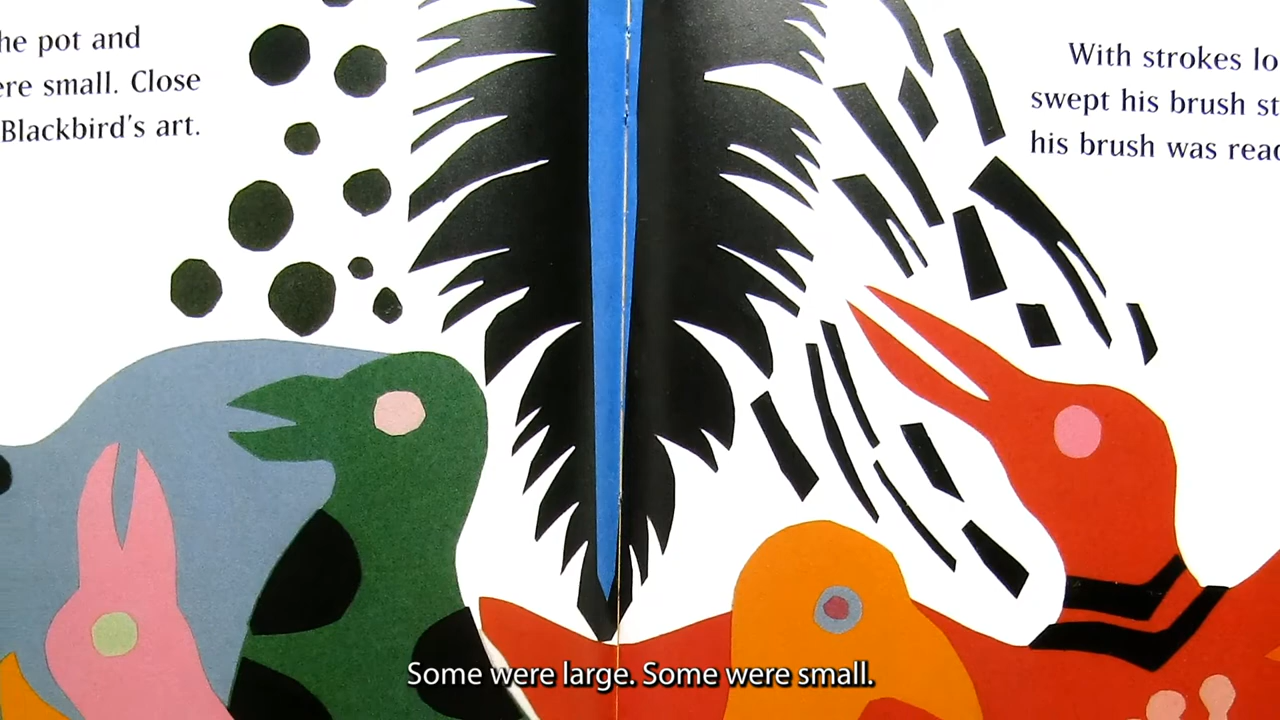 he pot and
ere small. Close
Blackbird's art.
With strokes lo
swept his brush st
his brush was read
Some were large. Some were small.